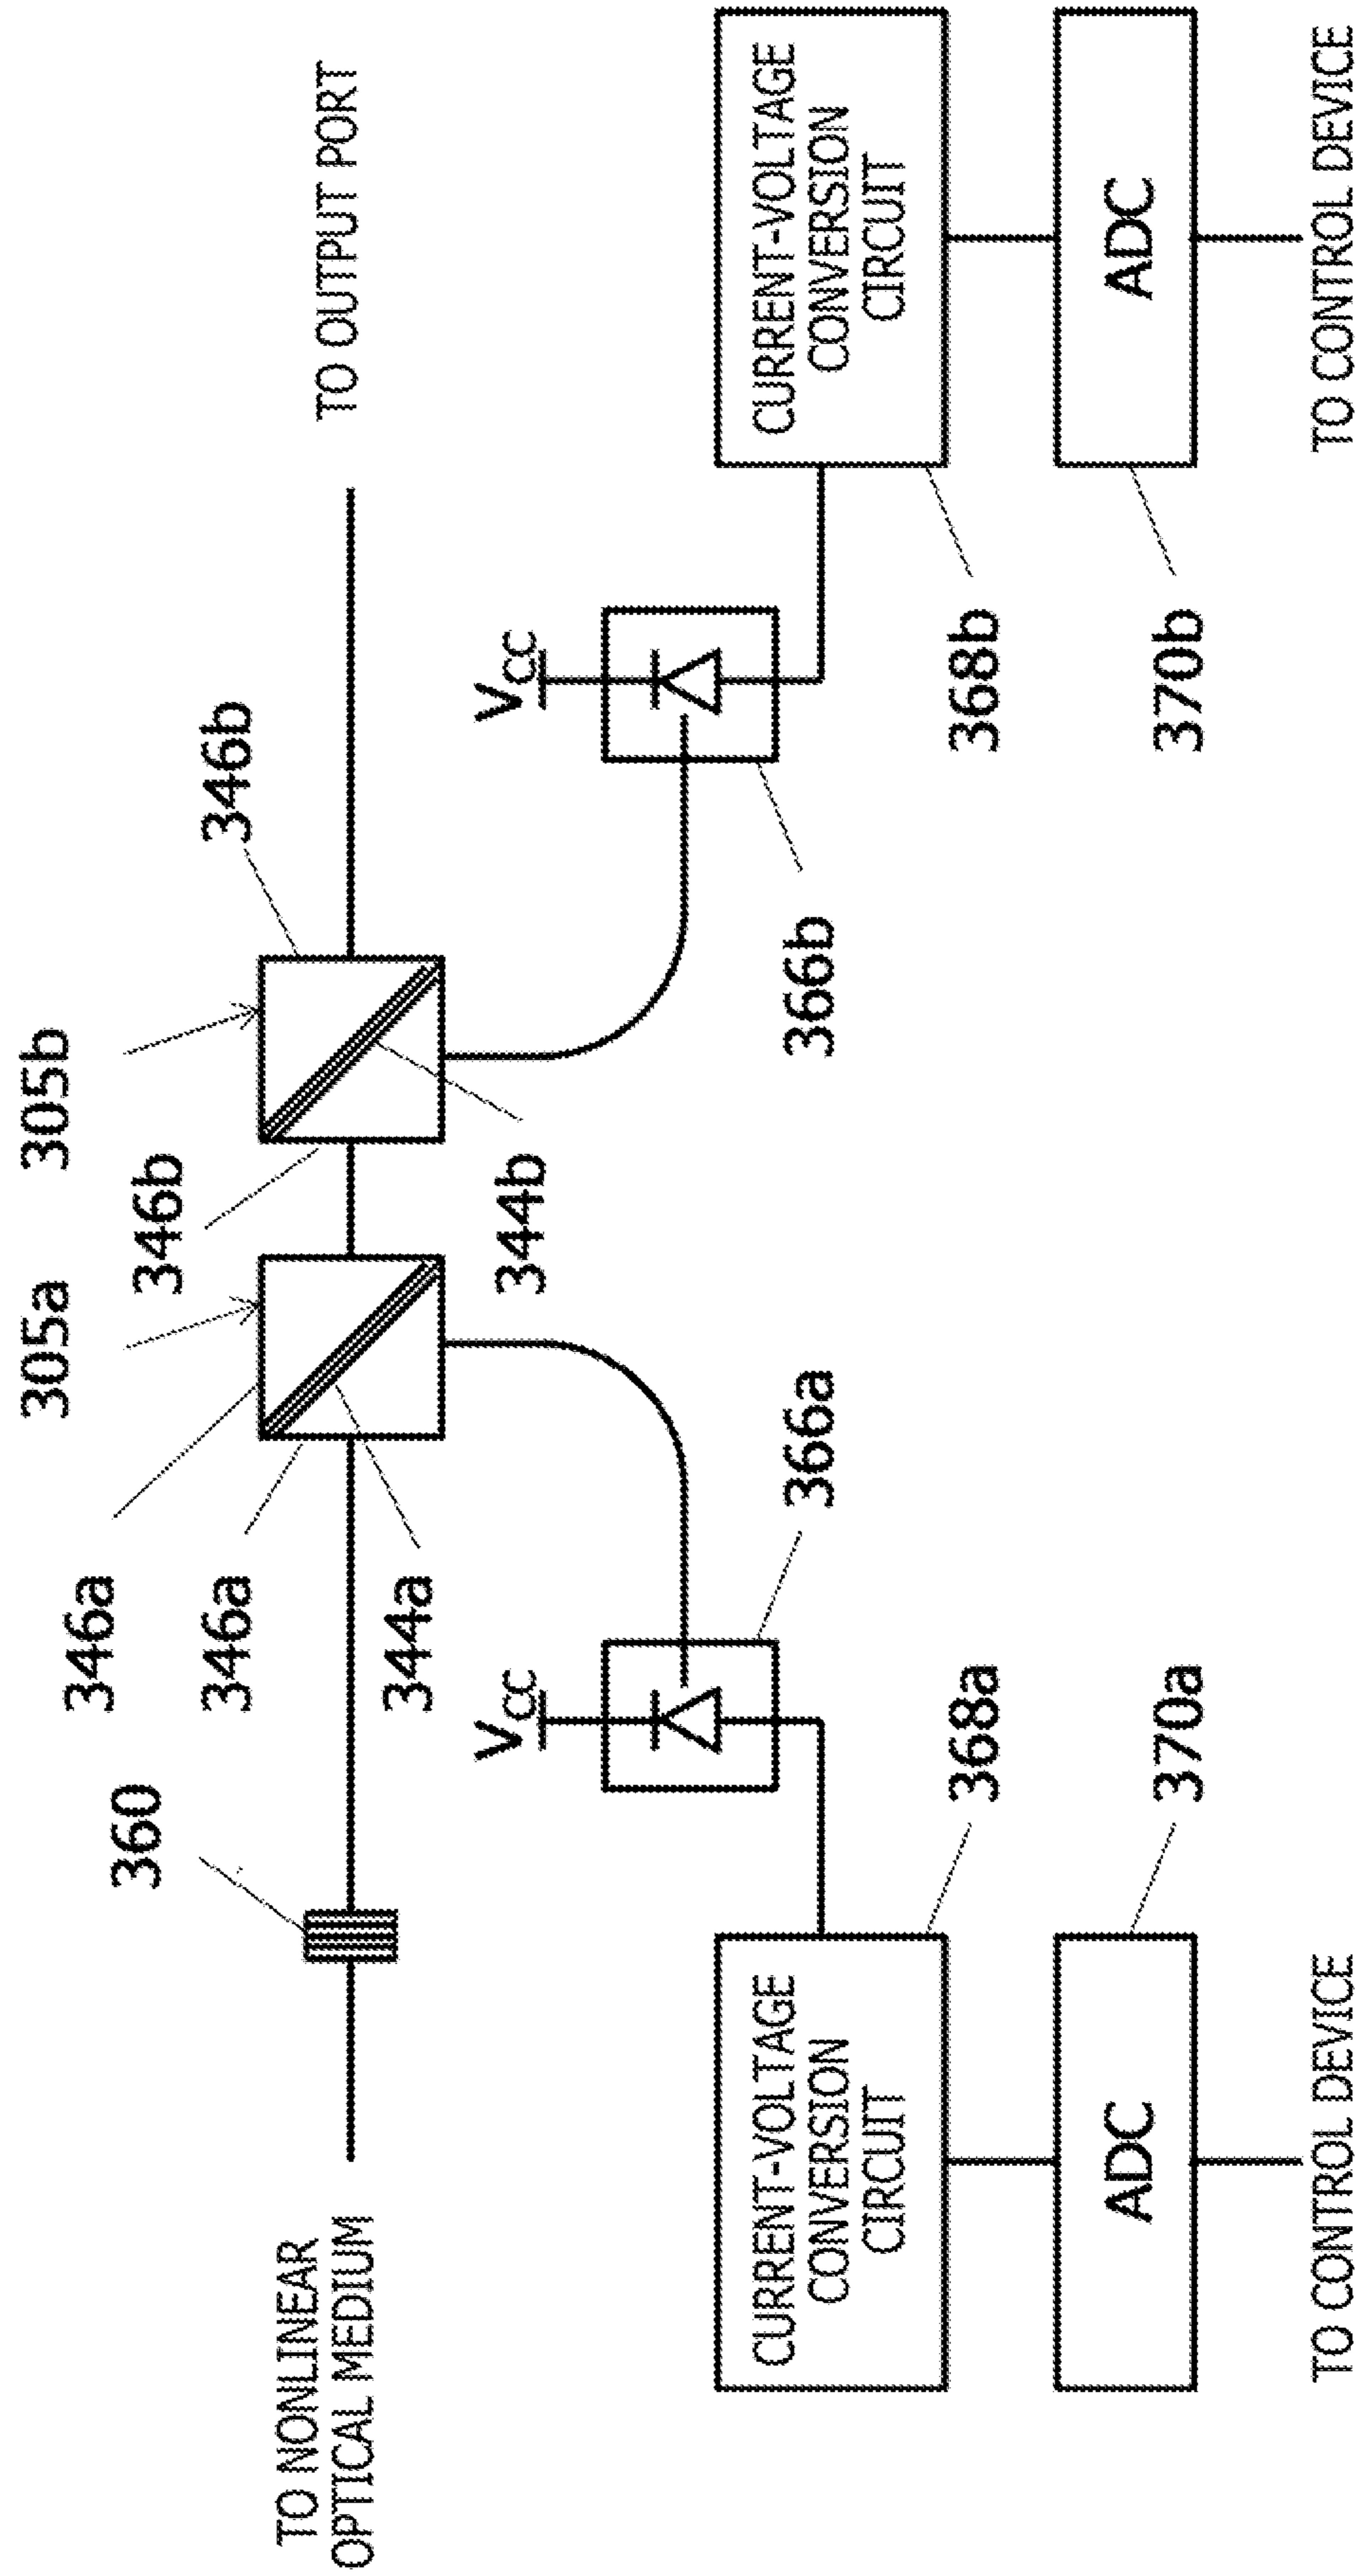 305a
305b
346a
346b
346b
360
346a
344a
344b
TO NONLINEAR
OPTICAL MEDIUM
TO OUTPUT PORT
VCC
VCC
366a
366b
CURRENT-VOLTAGE
CONVERSION
CIRCUIT
368a
368b
CURRENT-VOLTAGE
CONVERSION
CIRCUIT
ADC
370a
370b
ADC
TO CONTROL DEVICE
TO CONTROL DEVICE